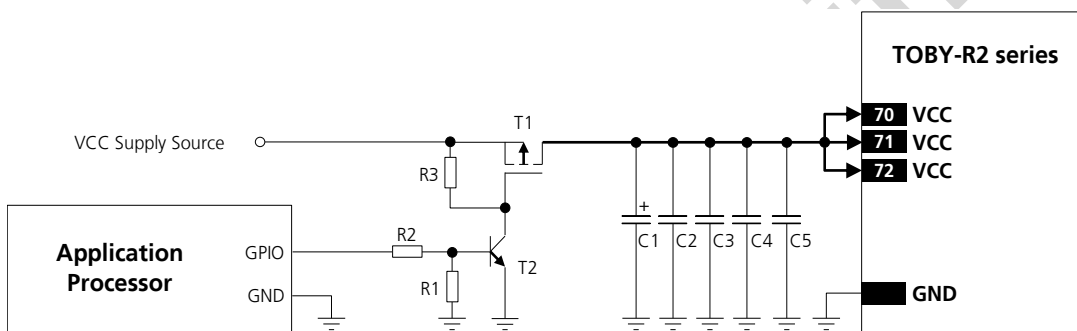 TOBY-R2 series
70 VCC
T1
VCC Supply Source
71 VCC
72 VCC
R3
+
C1 C2 C3 C4 C5
Application
Processor
GPIO
R2
T2
R1
GND
GND